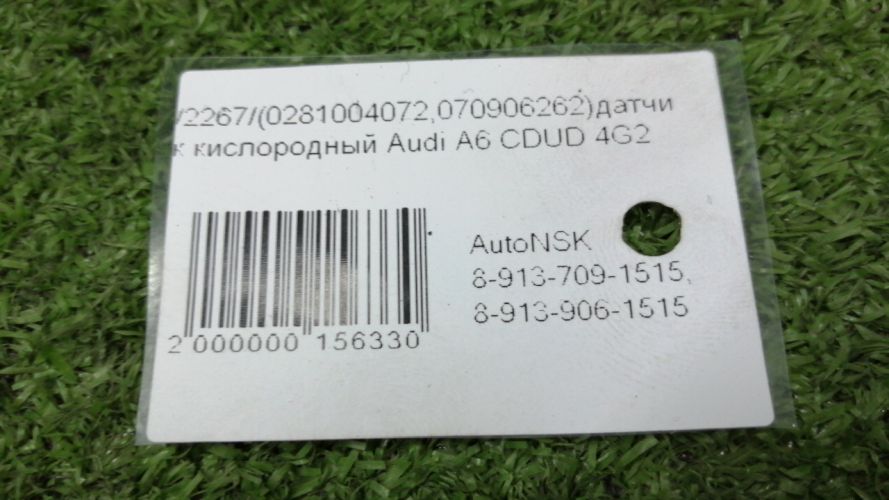 /2267/(0281004072,070906262)датчи
к кислородный Audi A6 CDUD 4G2
AutoNSK
8-913-709-1515,
8-913-906-1515
2 000000 156330